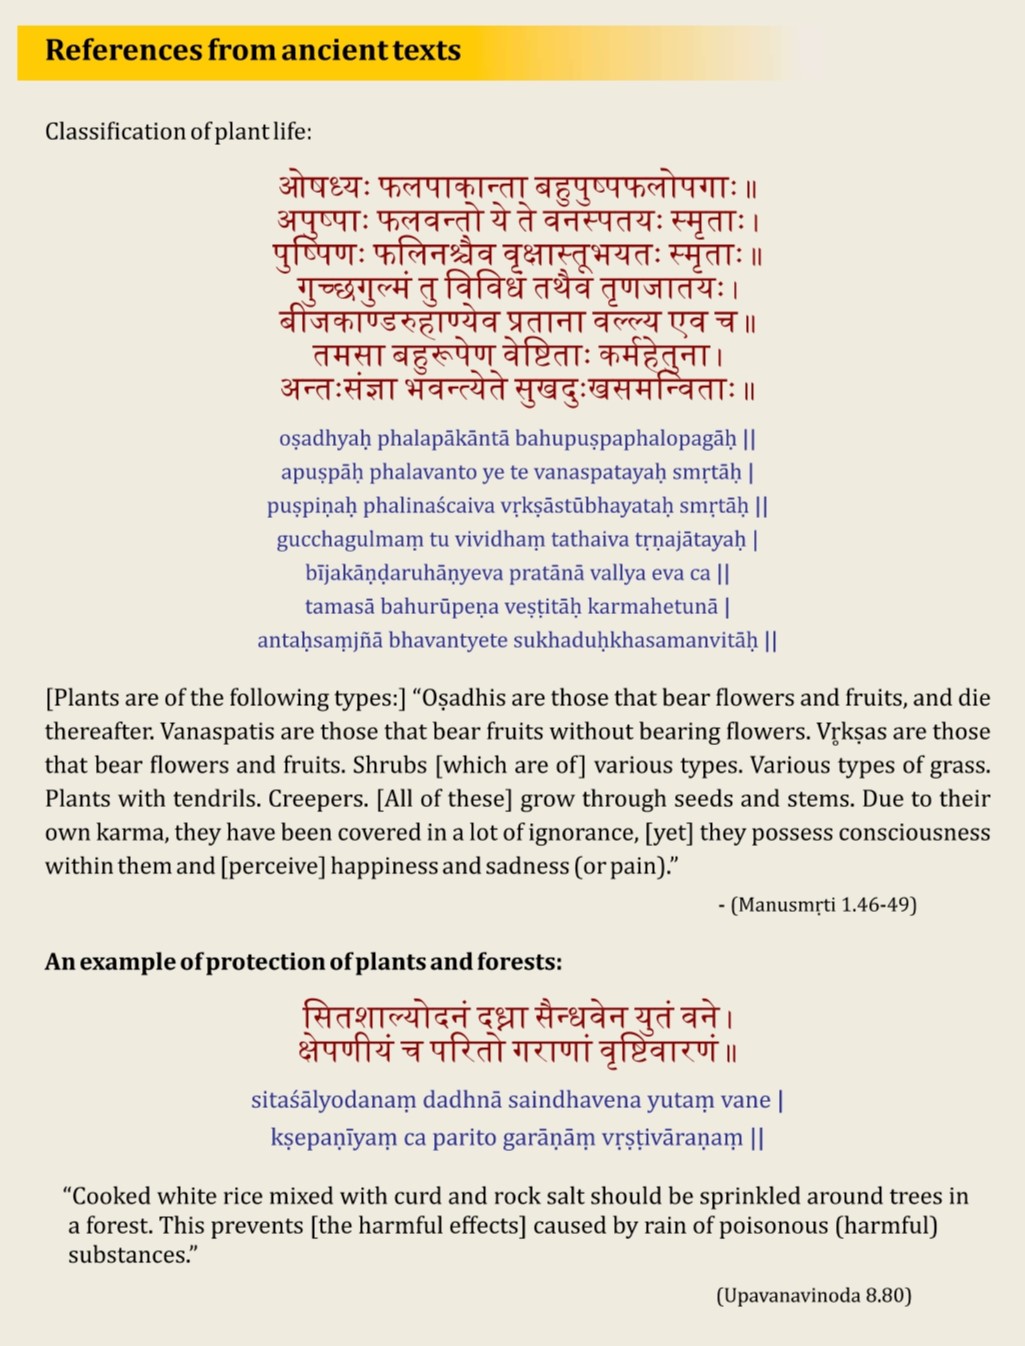 References from ancient texts
Classification of plant life:
ओषध्यः फलपाकान्ता बहुपुष्पफलोपगाः॥
अपुष्पाः फलवन्तो ये ते वनस्पतयः स्मृताः।
पुष्पिणः फलिनश्चैव वृक्षास्तूभयतः स्मृताः॥
गुच्छगुल्मं तु विविधं तथैव तृणजातयः।
बीजकाण्डरुहाण्येव प्रताना वल्ल्य एव च॥
तमसा बहुरूपेण वेष्टिताः कर्महेतुना।
अन्तःसंज्ञा भवन्त्येते सुखदुःखसमन्विताः॥
oṣadhyaḥ phalapākāntā bahupuṣpaphalopagāḥ ||
apuṣpāḥ phalavanto ye te vanaspatayaḥ smṛtāḥ |
puṣpiṇaḥ phalinaścaiva vṛkṣāstūbhayataḥ smṛtāḥ ||
gucchagulmaṃ tu vividhaṃ tathaiva tṛṇajātayaḥ |
bījakāṇḍaruhāṇyeva pratānā vallya eva ca ||
tamasā bahurūpeṇa veṣṭitāḥ karmahetunā |
antaḥsaṃjñā bhavantyete sukhaduḥkhasamanvitāḥ ||
[Plants are of the following types:] “Oṣadhis are those that bear flowers and fruits, and die
thereafter. Vanaspatis are those that bear fruits without bearing flowers. Vr̥kṣas are those
that bear flowers and fruits. Shrubs [which are of] various types. Various types of grass.
Plants with tendrils. Creepers. [All of these] grow through seeds and stems. Due to their
own karma, they have been covered in a lot of ignorance, [yet] they possess consciousness
within them and [perceive] happiness and sadness (or pain).”
- (Manusmṛti 1.46-49)
An example of protection of plants and forests:
सितशाल्योदनं दध्ना सैन्धवेन युतं वने।
क्षेपणीयं च परितो गराणां वृष्टिवारणं॥
sitaśālyodanaṃ dadhnā saindhavena yutaṃ vane |
kṣepaṇīyaṃ ca parito garāṇāṃ vṛṣṭivāraṇaṃ ||
“Cooked white rice mixed with curd and rock salt should be sprinkled around trees in
a forest. This prevents [the harmful effects] caused by rain of poisonous (harmful)
substances.”
(Upavanavinoda 8.80)